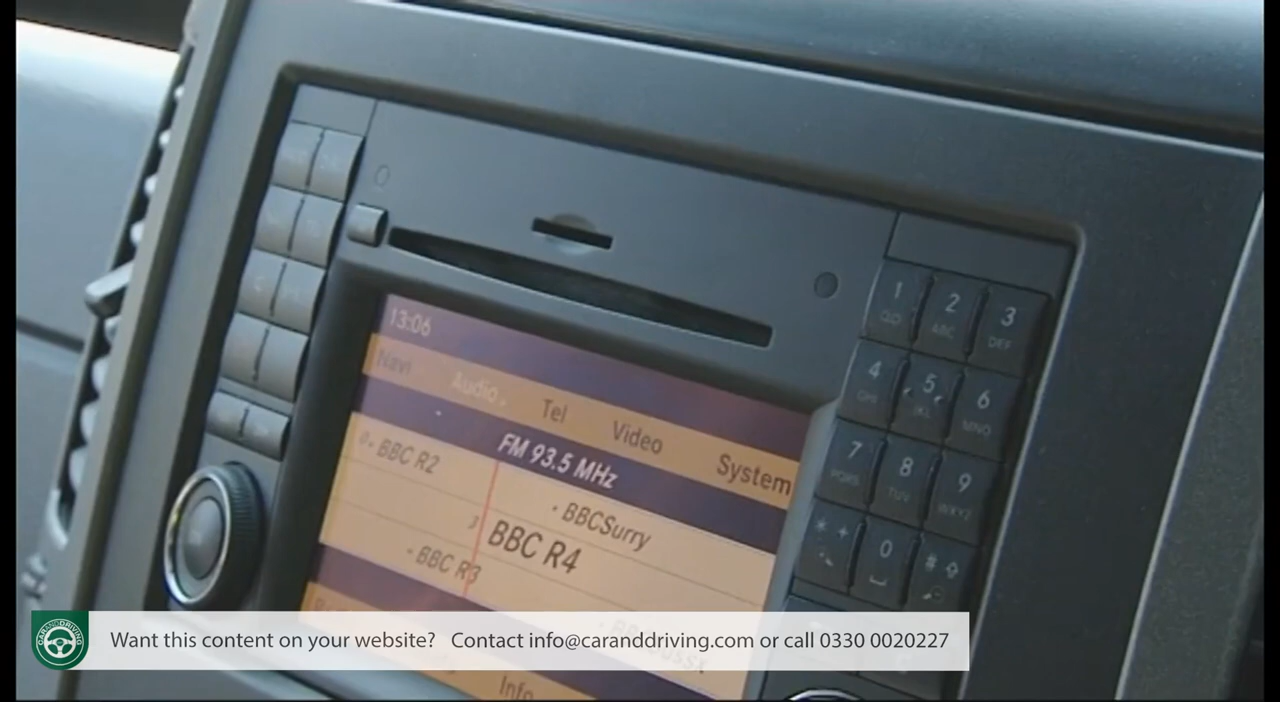 13:06
Navi Audio Tel Video System
FM 93.5 MHz
BBC R2
BBCSurry
BBC R4
BBC R3
Info
1 2 3
ABC DEF
4 5 6
GHI JKL MNO
7 8 9
PQRS TUV WXYZ
* + 0 #
CARANDDRIVING
Want this content on your website? Contact info@caranddriving.com or call 0330 0020227